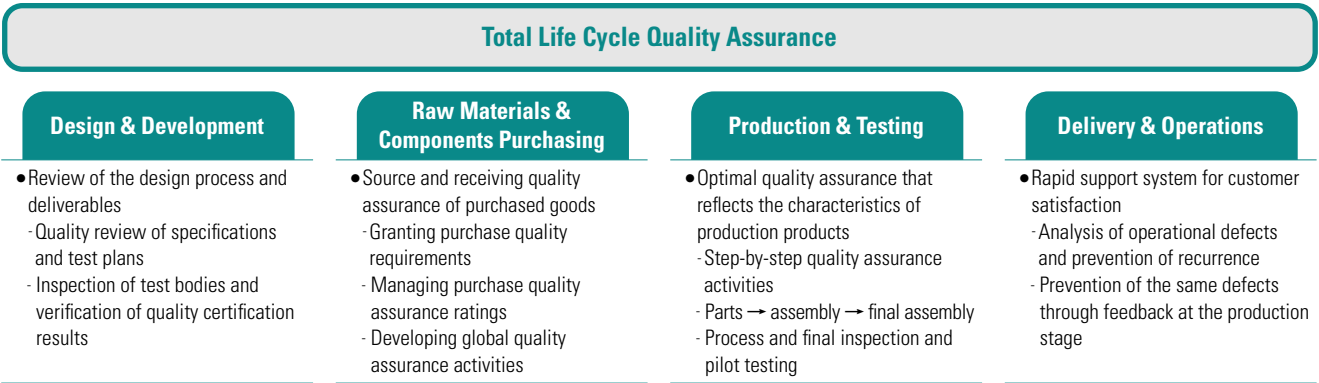 Total Life Cycle Quality Assurance
Design & Development
●Review of the design process and
deliverables
- Quality review of specifications
and test plans
- Inspection of test bodies and
verification of quality certification
results
Raw Materials &
Components Purchasing
●Source and receiving quality
assurance of purchased goods
- Granting purchase quality
requirements
- Managing purchase quality
assurance ratings
- Developing global quality
assurance activities
Production & Testing
●Optimal quality assurance that
reflects the characteristics of
production products
- Step-by-step quality assurance
activities
- Parts → assembly → final assembly
- Process and final inspection and
pilot testing
Delivery & Operations
●Rapid support system for customer
satisfaction
- Analysis of operational defects
and prevention of recurrence
- Prevention of the same defects
through feedback at the production
stage